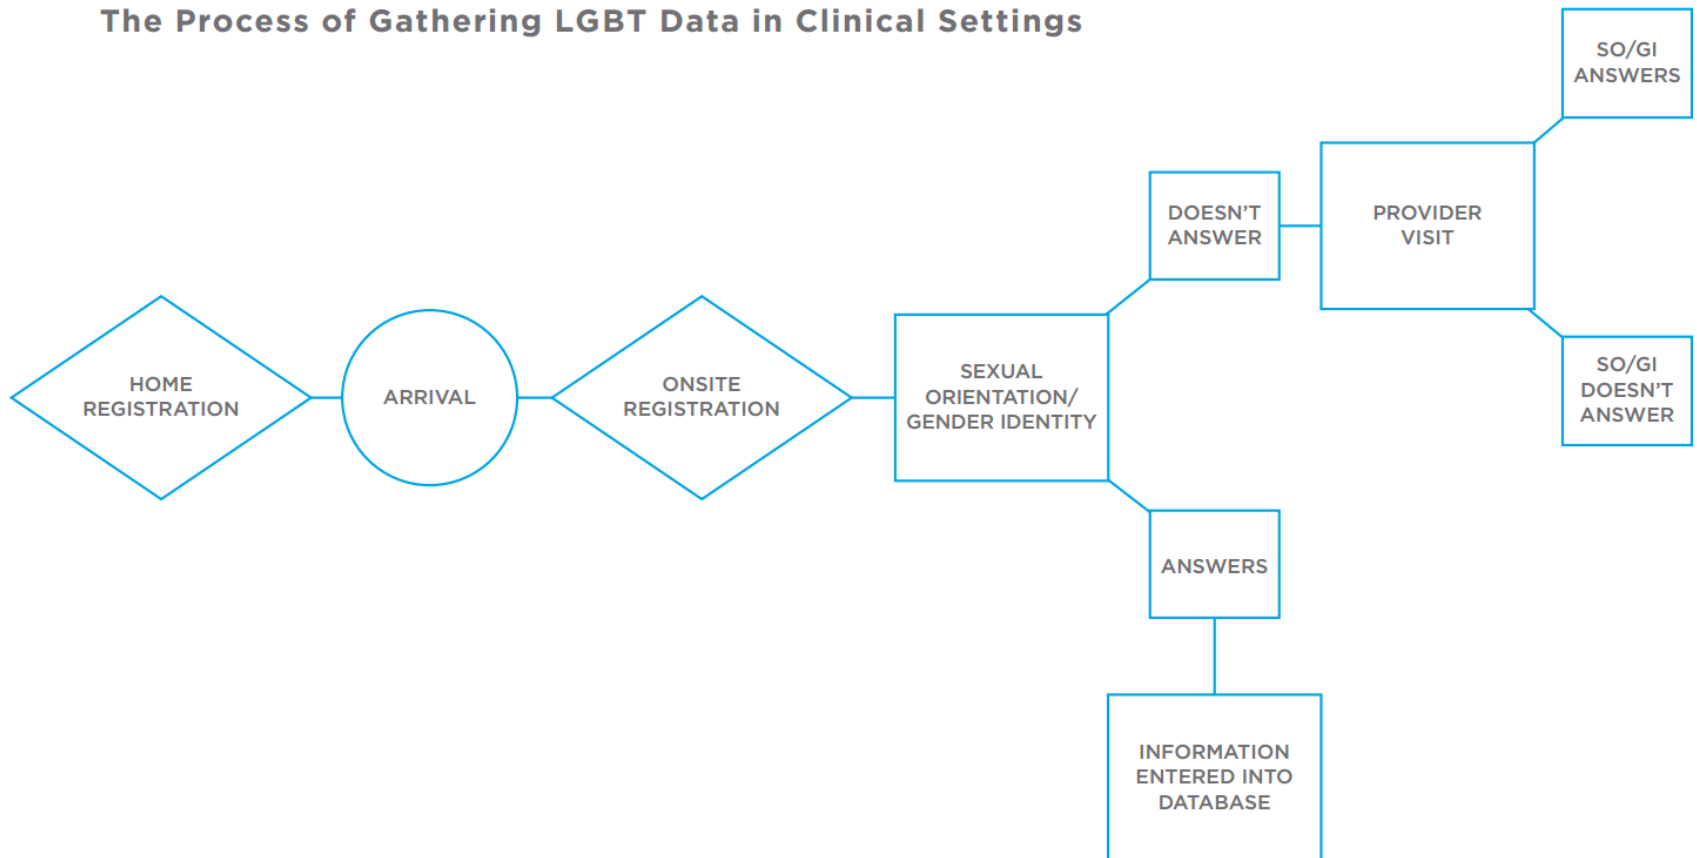 The Process of Gathering LGBT Data in Clinical Settings
HOME
REGISTRATION
ARRIVAL
ONSITE
REGISTRATION
SEXUAL
ORIENTATION/
GENDER IDENTITY
DOESN'T
ANSWER
PROVIDER
VISIT
SO/GI
ANSWERS
SO/GI
DOESN'T
ANSWER
ANSWERS
INFORMATION
ENTERED INTO
DATABASE